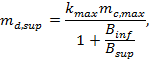 m_{d,sup} = \frac{k_{max} m_{c,max}}{1 + \frac{B_{inf}}{B_{sup}}},